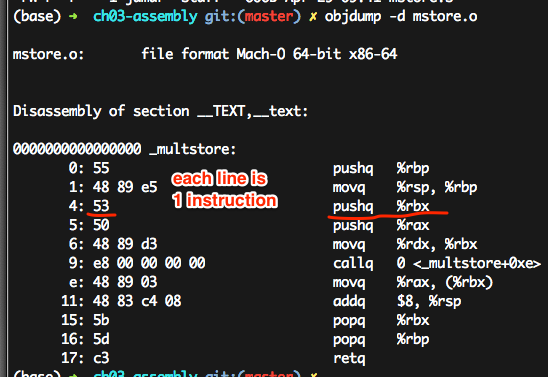 (base) ➜ ch03-assembly git:(master) ✗ objdump -d mstore.o
mstore.o: file format Mach-O 64-bit x86-64
Disassembly of section __TEXT,__text:
0000000000000000 _multstore:
0: 55 pushq %rbp
1: 48 89 e5 movq %rsp, %rbp
4: 53 pushq %rbx
5: 50 pushq %rax
6: 48 89 d3 movq %rdx, %rbx
9: e8 00 00 00 00 callq 0 <_multstore+0xe>
e: 48 89 03 movq %rax, (%rbx)
11: 48 83 c4 08 addq $8, %rsp
15: 5b popq %rbx
16: 5d popq %rbp
17: c3 retq
each line is
1 instruction
(base) ➜ ch03-assembly git:(master) ✗